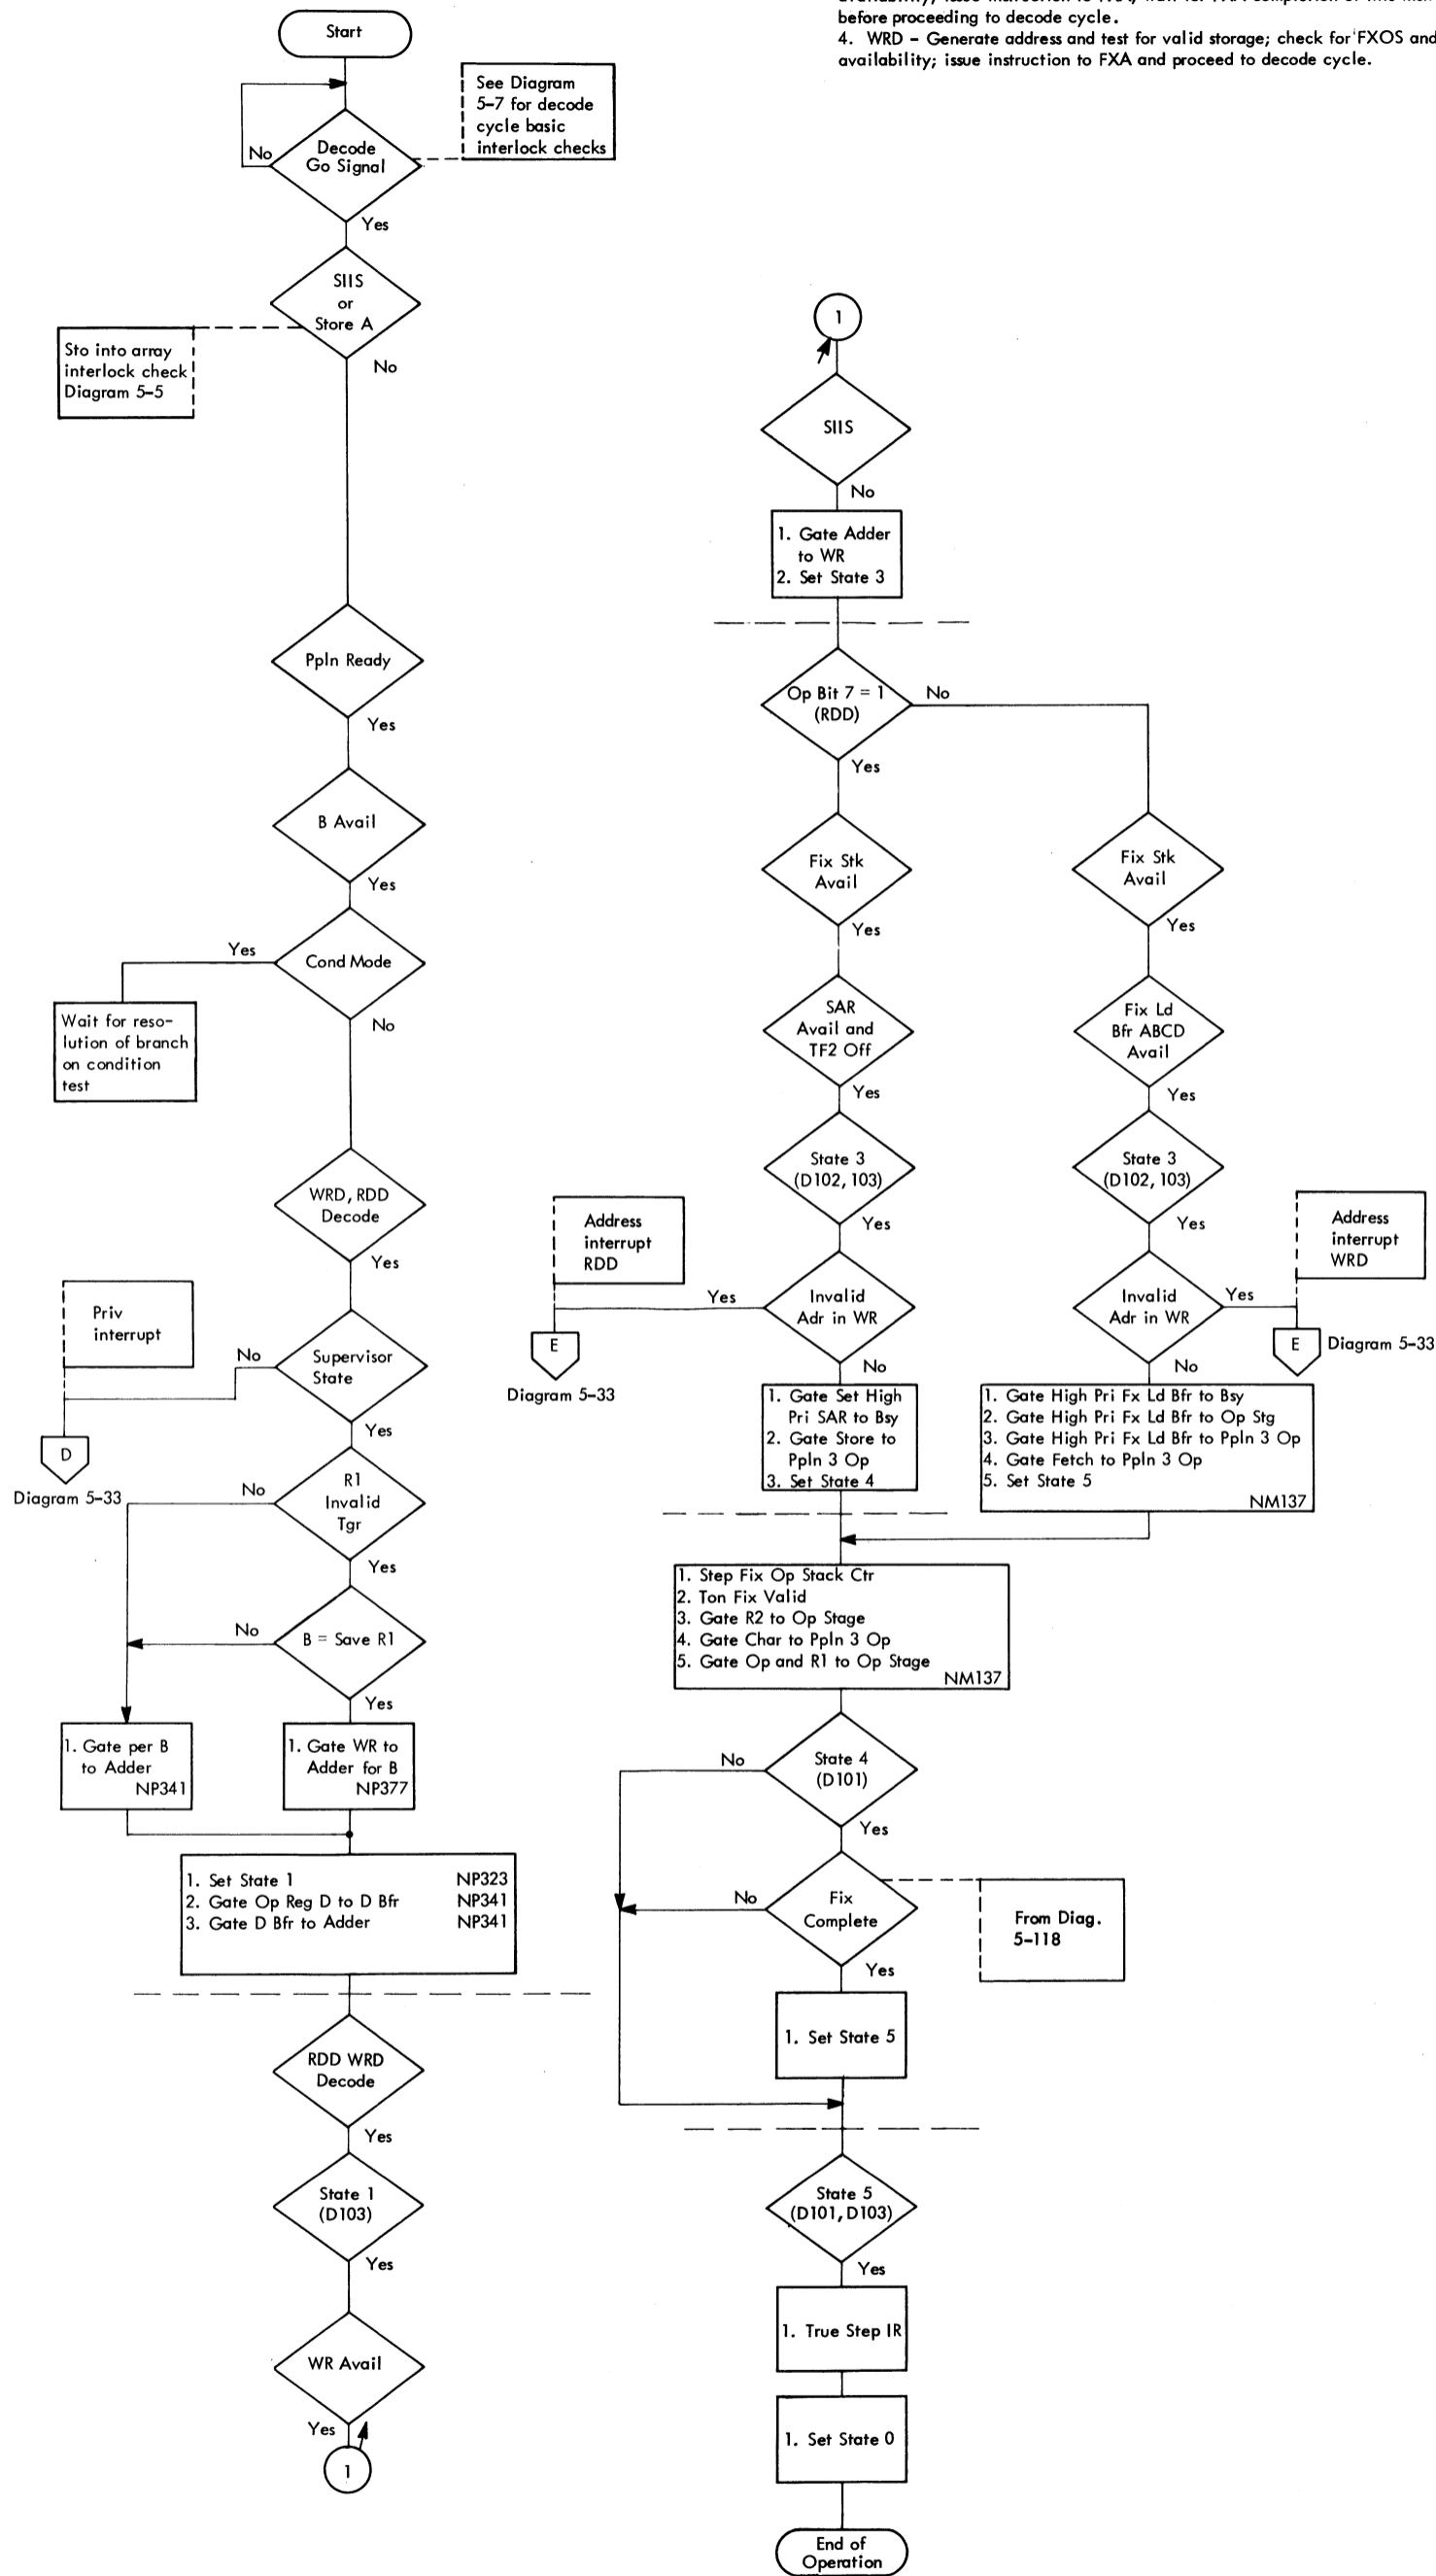 before proceeding to decode cycle.
4. WRD - Generate address and test for valid storage; check for FXOS and
availability; issue instruction to FXA and proceed to decode cycle.
Start
See Diagram
5-7 for decode
cycle basic
interlock checks
Decode
Go Signal
No
Yes
SIIS
or
Store A
No
Sto into array
interlock check
Diagram 5-5
Ppln Ready
Yes
B Avail
Yes
Cond Mode
Yes
No
Wait for reso-
lution of branch
on condition
test
WRD, RDD
Decode
Yes
Priv
interrupt
Supervisor
State
No
Yes
D
Diagram 5-33
R1
Invalid
Tgr
No
Yes
B = Save R1
No
Yes
1. Gate per B
to Adder
NP341
1. Gate WR to
Adder for B
NP377
1. Set State 1 NP323
2. Gate Op Reg D to D Bfr NP341
3. Gate D Bfr to Adder NP341
RDD WRD
Decode
Yes
State 1
(D103)
Yes
WR Avail
Yes
1
1
SIIS
No
1. Gate Adder
to WR
2. Set State 3
Op Bit 7 = 1
(RDD)
No
Yes
Fix Stk
Avail
Yes
SAR
Avail and
TF2 Off
Yes
State 3
(D102, 103)
Yes
Address
interrupt
RDD
Invalid
Adr in WR
Yes
No
E
Diagram 5-33
1. Gate Set High
Pri SAR to Bsy
2. Gate Store to
Ppln 3 Op
3. Set State 4
Fix Stk
Avail
Yes
Fix Ld
Bfr ABCD
Avail
Yes
State 3
(D102, 103)
Yes
Address
interrupt
WRD
Invalid
Adr in WR
Yes
No
E
Diagram 5-33
1. Gate High Pri Fx Ld Bfr to Bsy
2. Gate High Pri Fx Ld Bfr to Op Stg
3. Gate High Pri Fx Ld Bfr to Ppln 3 Op
4. Gate Fetch to Ppln 3 Op
5. Set State 5
NM137
1. Step Fix Op Stack Ctr
2. Ton Fix Valid
3. Gate R2 to Op Stage
4. Gate Char to Ppln 3 Op
5. Gate Op and R1 to Op Stage
NM137
State 4
(D101)
No
Yes
Fix
Complete
No
Yes
From Diag.
5-118
1. Set State 5
State 5
(D101, D103)
Yes
1. True Step IR
1. Set State 0
End of
Operation